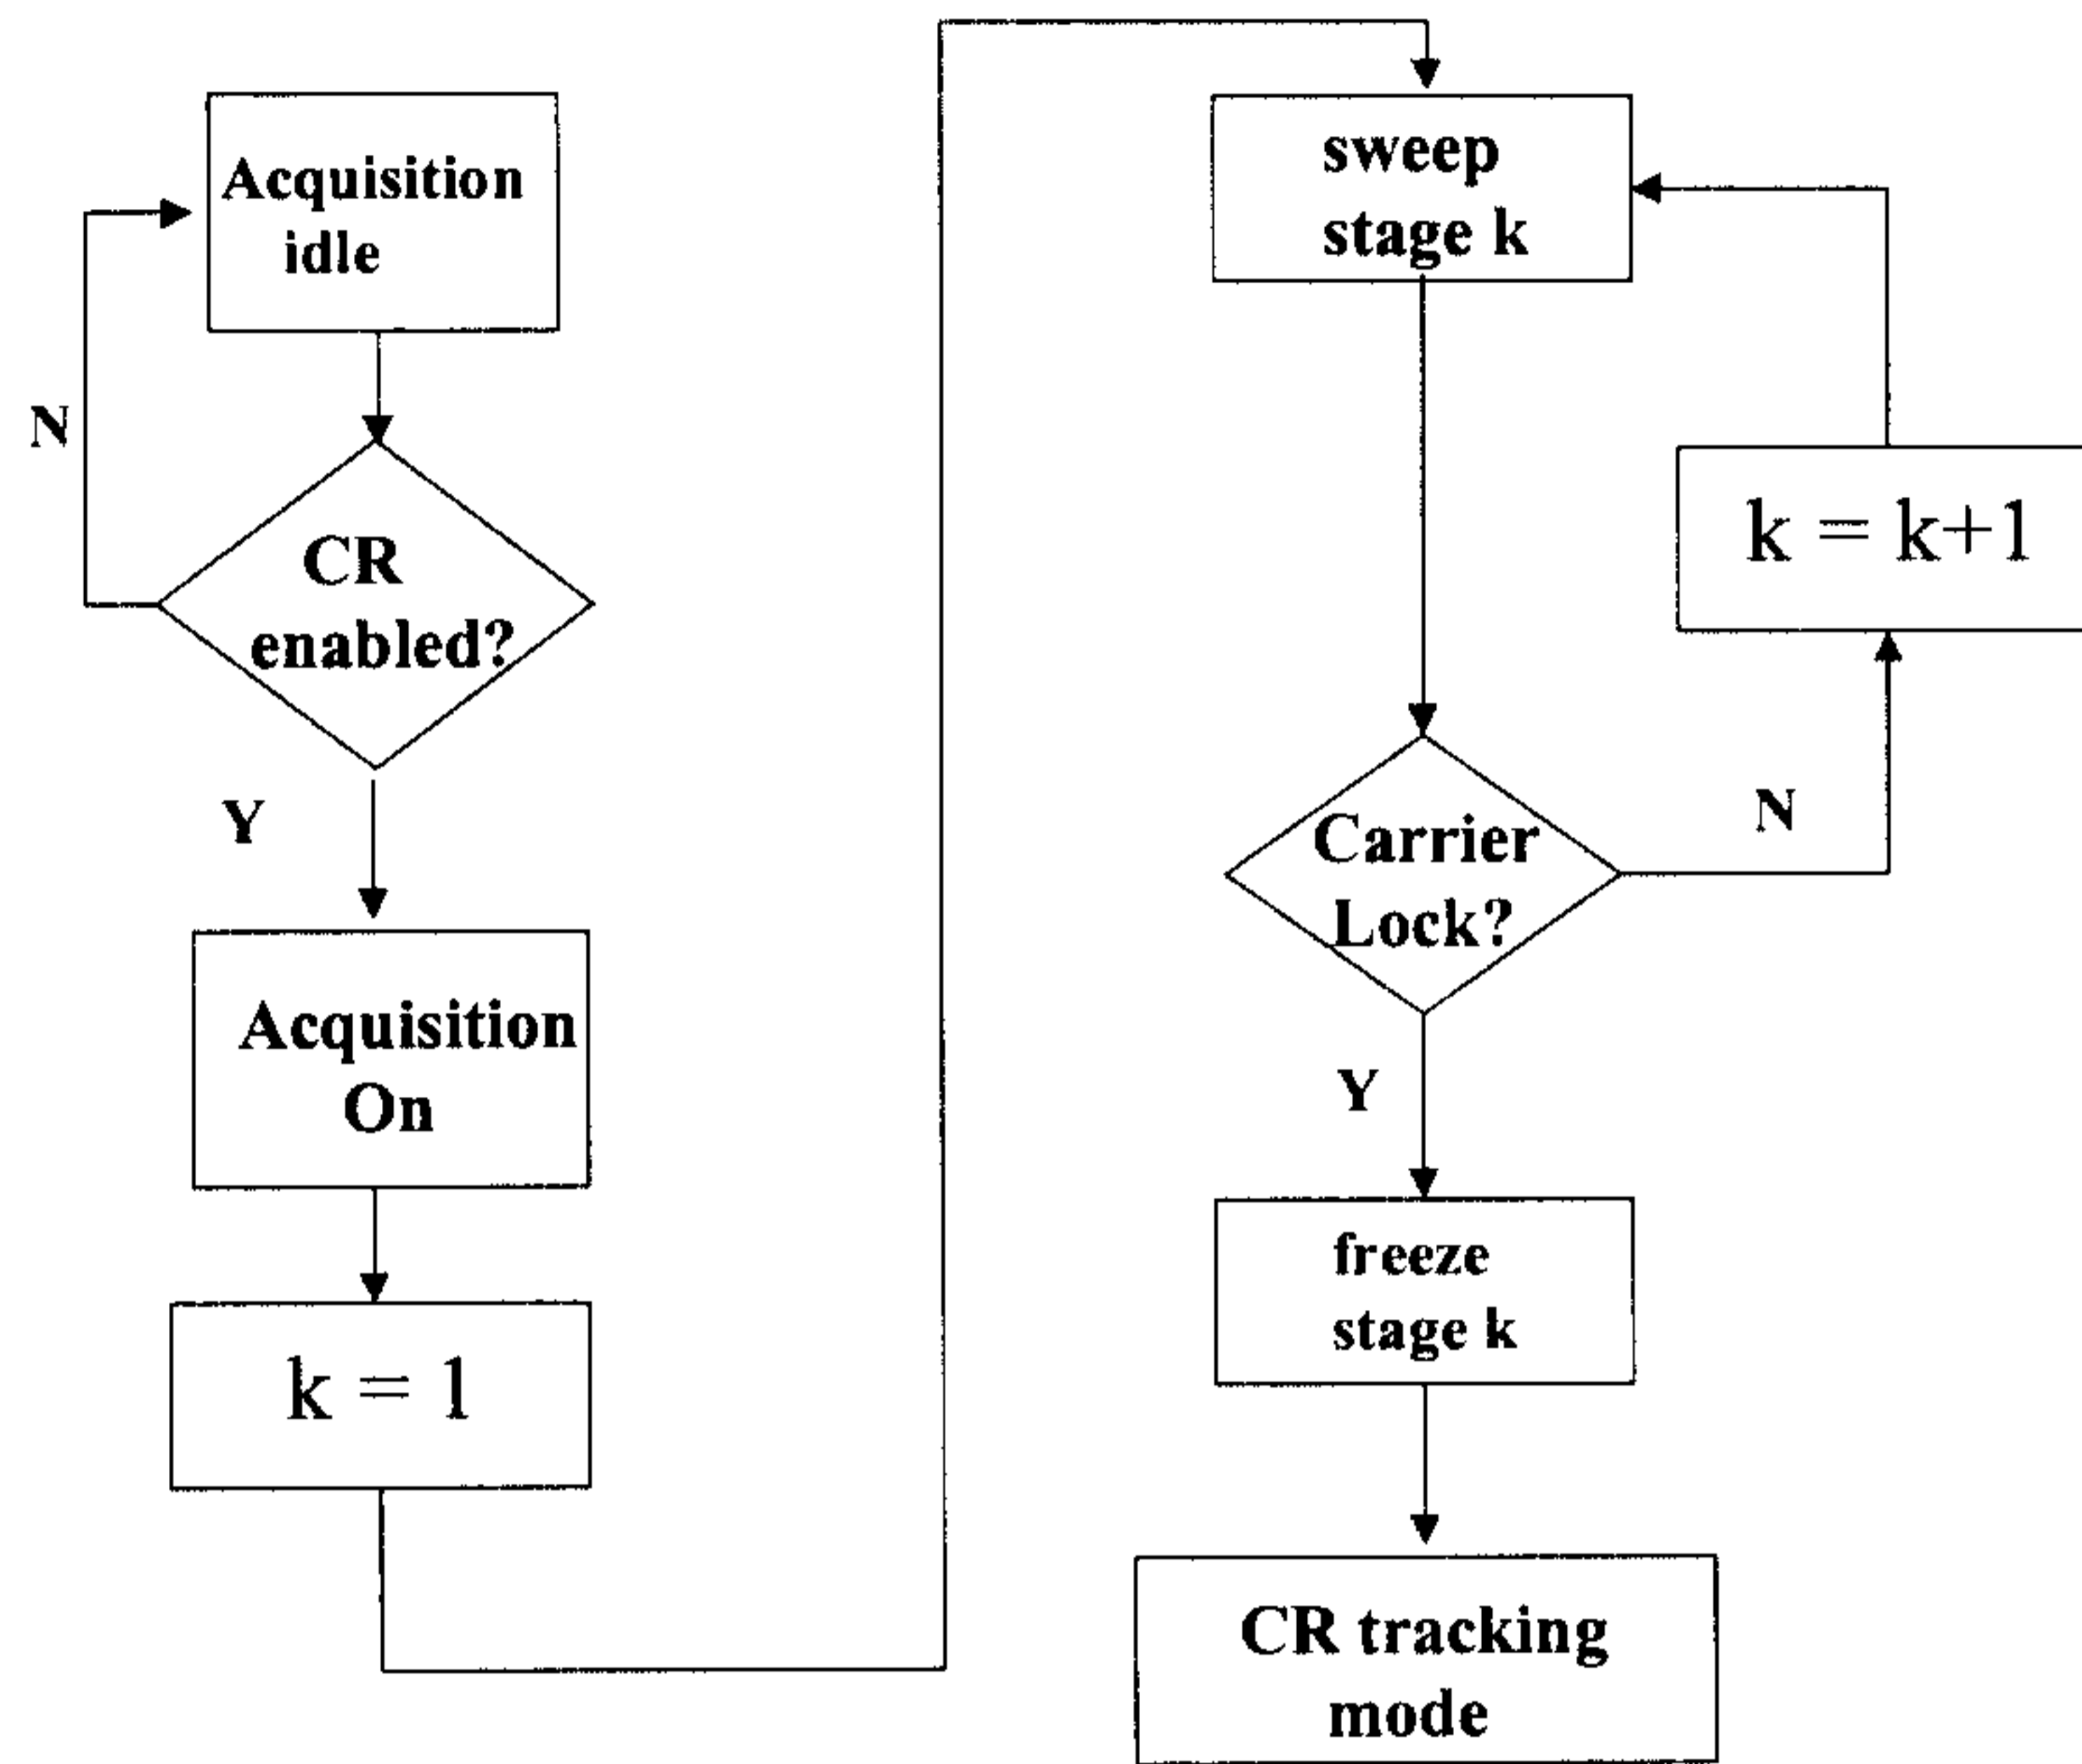 Acquisition
idle
N
CR
enabled?
Y
Acquisition
On
k = 1
sweep
stage k
k = k+1
Carrier
Lock?
N
Y
freeze
stage k
CR tracking
mode